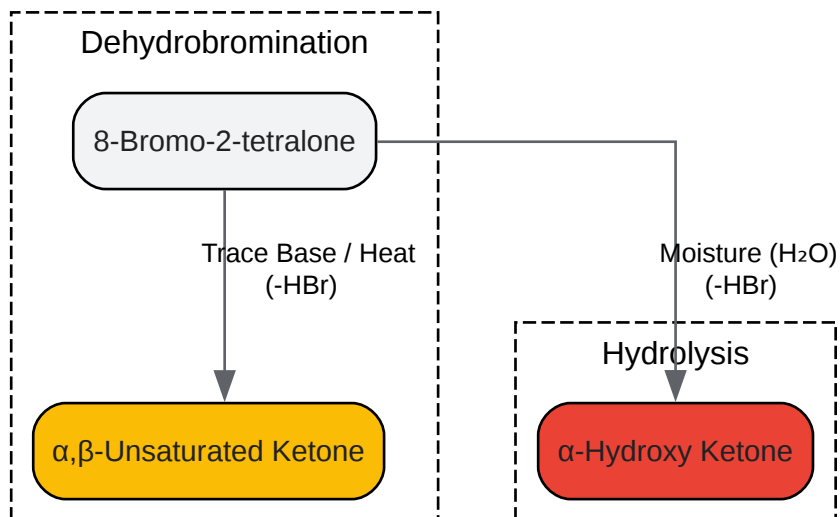 Dehydrobromination
8-Bromo-2-tetralone
Trace Base / Heat
(-HBr)
Moisture (H₂O)
(-HBr)
Hydrolysis
α,β-Unsaturated Ketone
α-Hydroxy Ketone